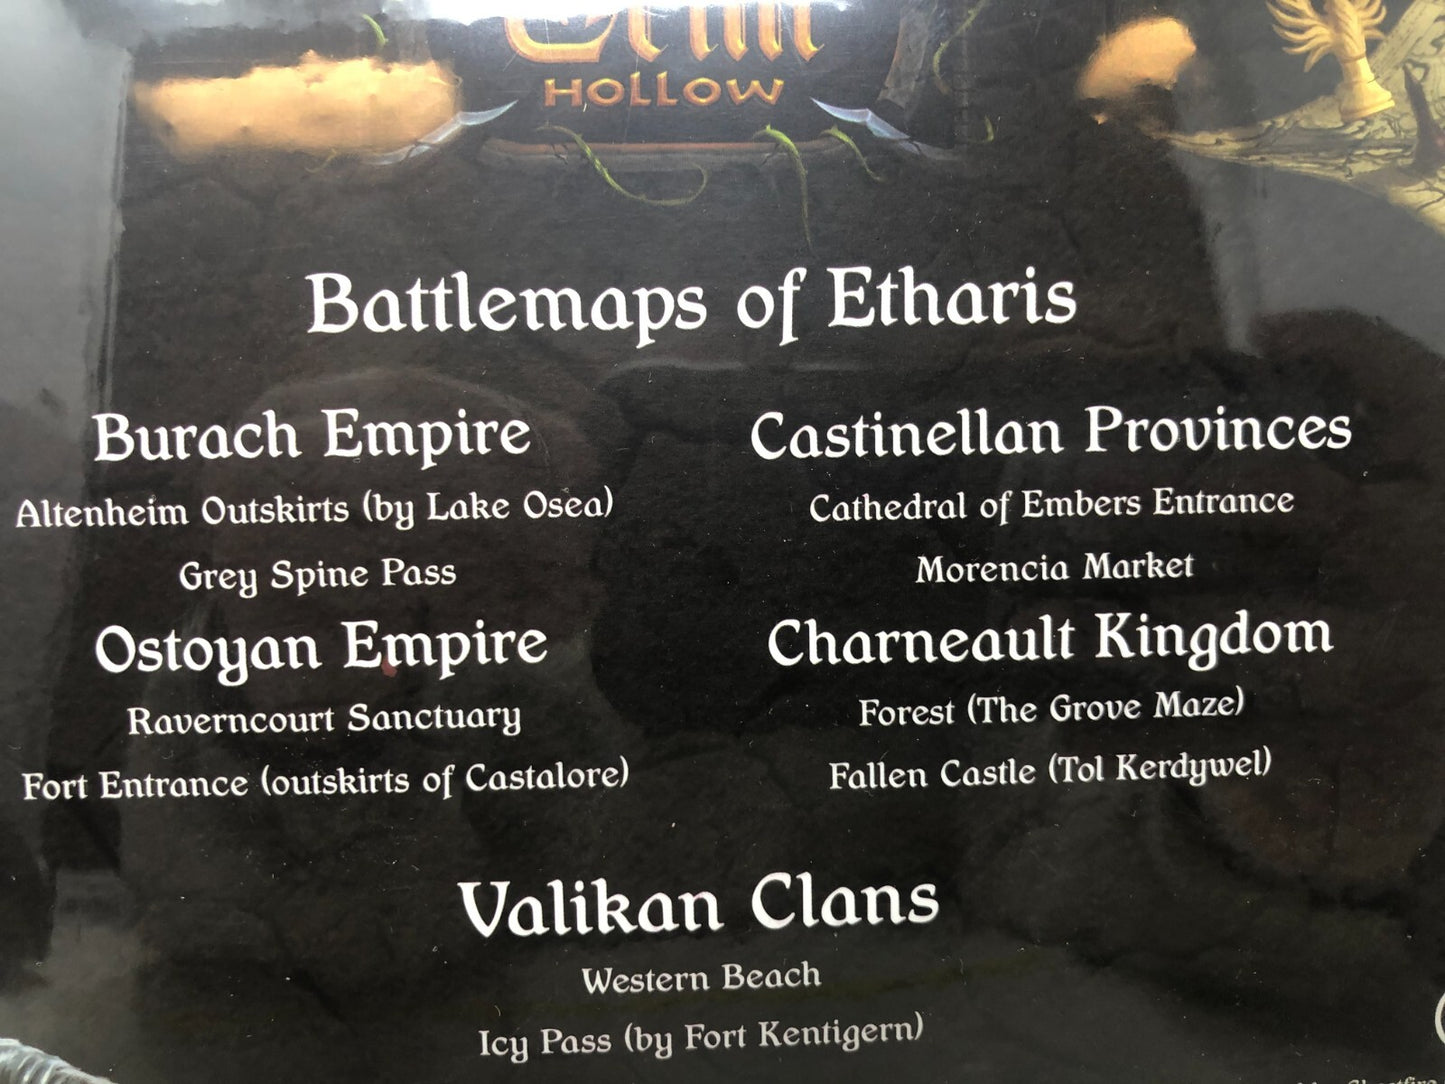 HOLLOW
Battlemaps of Etharis
Burach Empire
Altenheim Outskirts (by Lake Osea)
Grey Spine Pass
Ostoyan Empire
Raverncourt Sanctuary
Fort Entrance (outskirts of Castalore)
Castinellan Provinces
Cathedral of Embers Entrance
Morencia Market
Charneault Kingdom
Forest (The Grove Maze)
Fallen Castle (Tol Kerdywel)
Valikan Clans
Western Beach
Icy Pass (by Fort Kentigern)